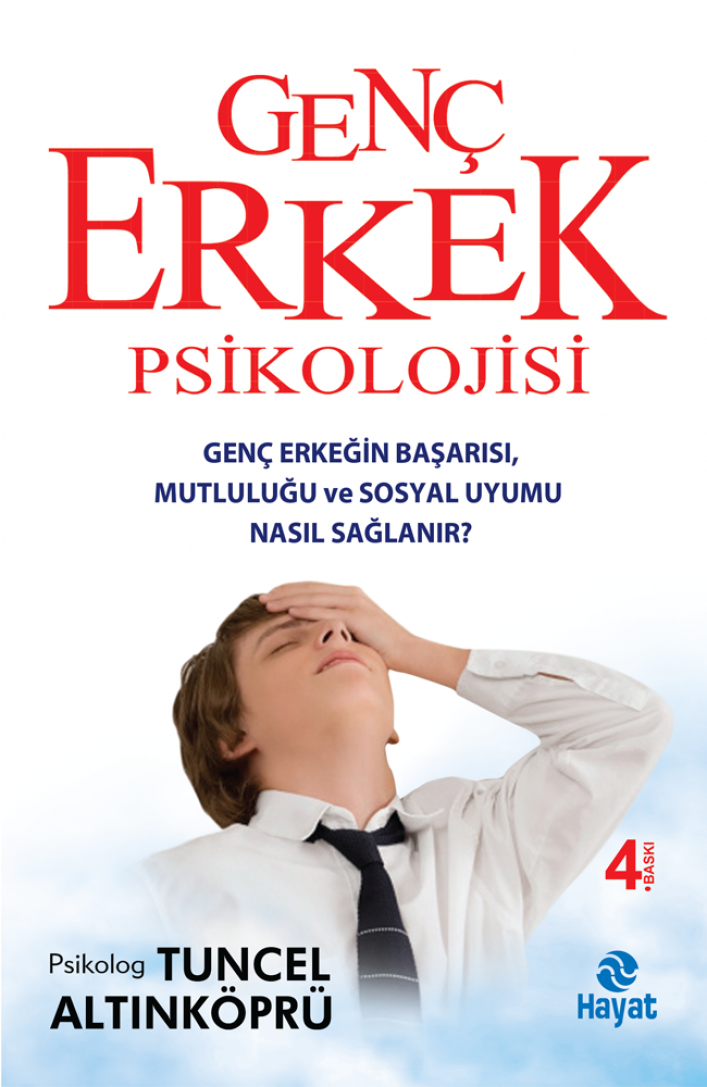 GENÇ
ERKEK
PSİKOLOJİSİ
GENÇ ERKEĞİN BAŞARISI,
MUTLULUĞU ve SOSYAL UYUMU
NASIL SAĞLANIR?
4.BASKI
Psikolog TUNCEL
ALTINKÖPRÜ
Hayat